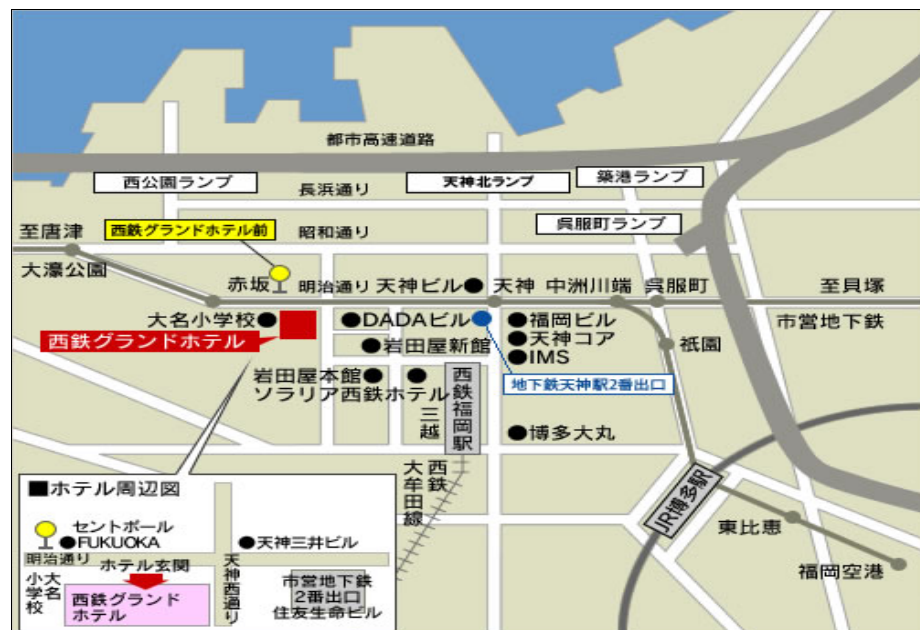 都市高速道路
西公園ランプ
長浜通り
天神北ランプ
築港ランプ
呉服町ランプ
至唐津
西鉄グランドホテル前
昭和通り
大濠公園
赤坂
明治通り
天神ビル
天神
中洲川端
呉服町
至貝塚
大名小学校
DADAビル
福岡ビル
市営地下鉄
西鉄グランドホテル
岩田屋新館
天神コア
祇園
IMS
岩田屋本館
ソラリア西鉄ホテル
西鉄福岡駅
地下鉄天神駅2番出口
三越
博多大丸
西鉄
大牟田線
JR博多駅
東比恵
福岡空港
■ホテル周辺図
セントポール
FUKUOKA
天神三井ビル
明治通り
ホテル玄関
大名
小学校
西鉄グランド
ホテル
天神西通り
市営地下鉄
2番出口
住友生命ビル